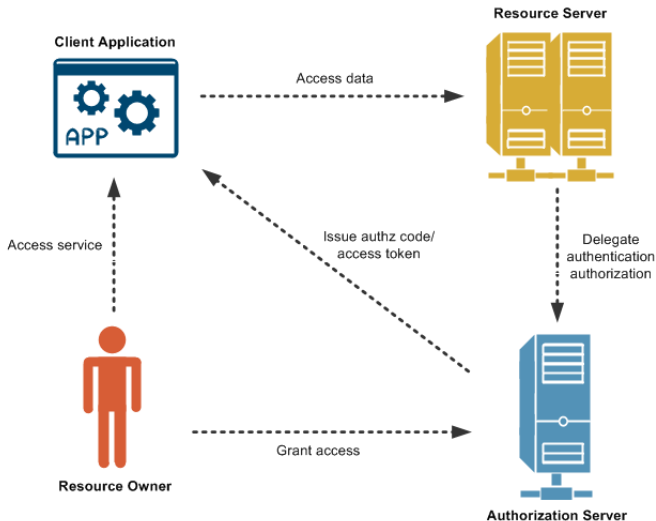 Resource Server
Client Application
Access data
APP
Issue authz code/
access token
Access service
Delegate
authentication
authorization
Grant access
Resource Owner
Authorization Server